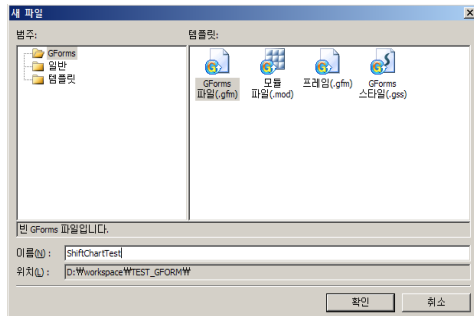 새 파일
범주:
템플릿:
GForms
일반
템플릿
GForms 파일(.gfm)
모듈 파일(.mod)
프레임(.gfm)
GForms 스타일(.gss)
빈 GForms 파일입니다.
이름(N) :
ShiftChartTest
위치(L) :
D:₩workspace₩TEST_GFORM₩
확인
취소